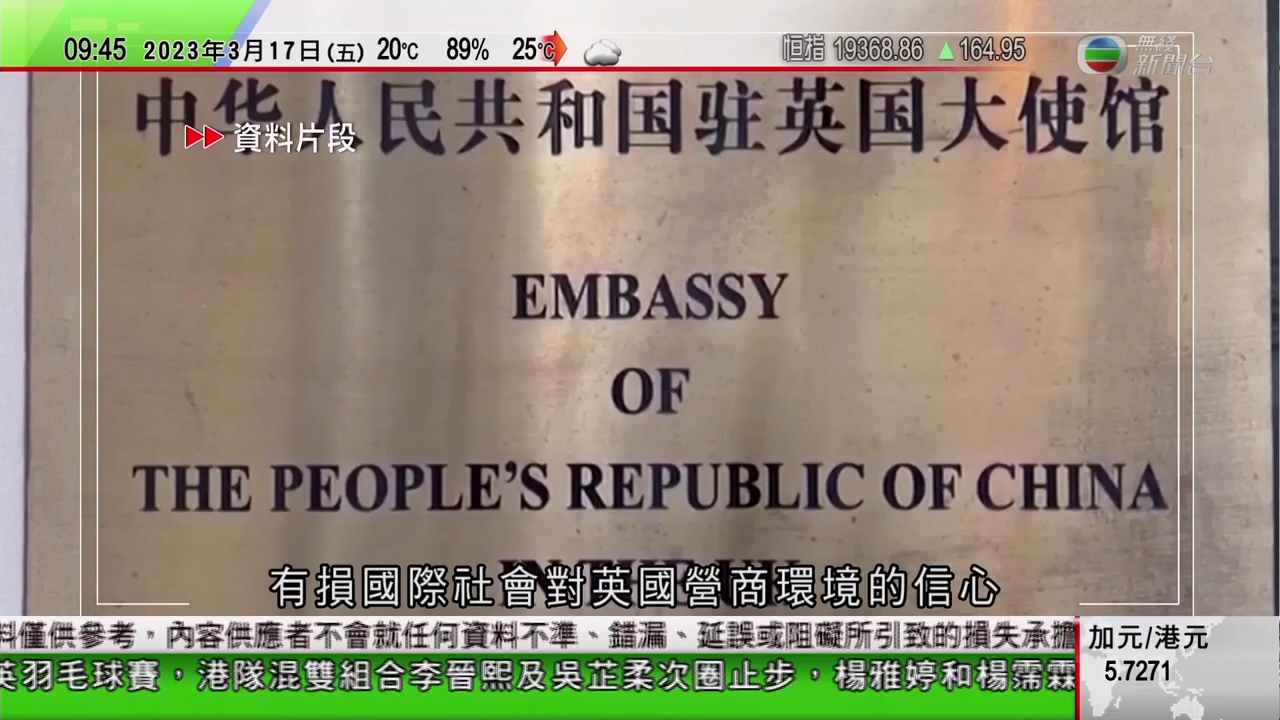 09:45 2023年3月17日(五) 20℃ 89% 25℃ 恒指 19368.86 ▲164.95 無綫新聞台
中华人民共和国驻英国大使馆
資料片段
EMBASSY
OF
THE PEOPLE'S REPUBLIC OF CHINA
有損國際社會對英國營商環境的信心
料僅供參考，內容供應者不會就任何資料不準、錯漏、延誤或阻礙所引致的損失承擔
加元/港元
5.7271
英羽毛球賽，港隊混雙組合李晉熙及吳芷柔次圈止步，楊雅婷和楊霈霖